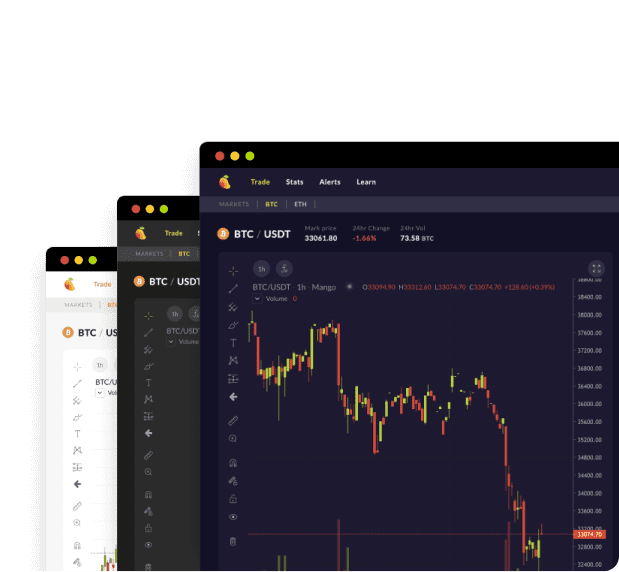 Trade Stats Alerts Learn
MARKETS BTC ETH
BTC / USDT
Mark price 24hr Change 24hr Vol
33061.80 -1.66% 73.58 BTC
1h
BTC/USDT · 1h · Mango O33094.90 H33312.60 L33074.70 C33074.70 +128.60 (+0.39%)
Volume 0
38400.00
38000.00
37600.00
37200.00
36800.00
36400.00
36000.00
35600.00
35200.00
34800.00
34400.00
34000.00
33600.00
33200.00
33074.70
32800.00
32400.00
Trade
MARKETS BTC
BTC / USDT
1h
BTC/USDT
Volume
Trade
MARKETS
BTC / US
1h
BTC/U